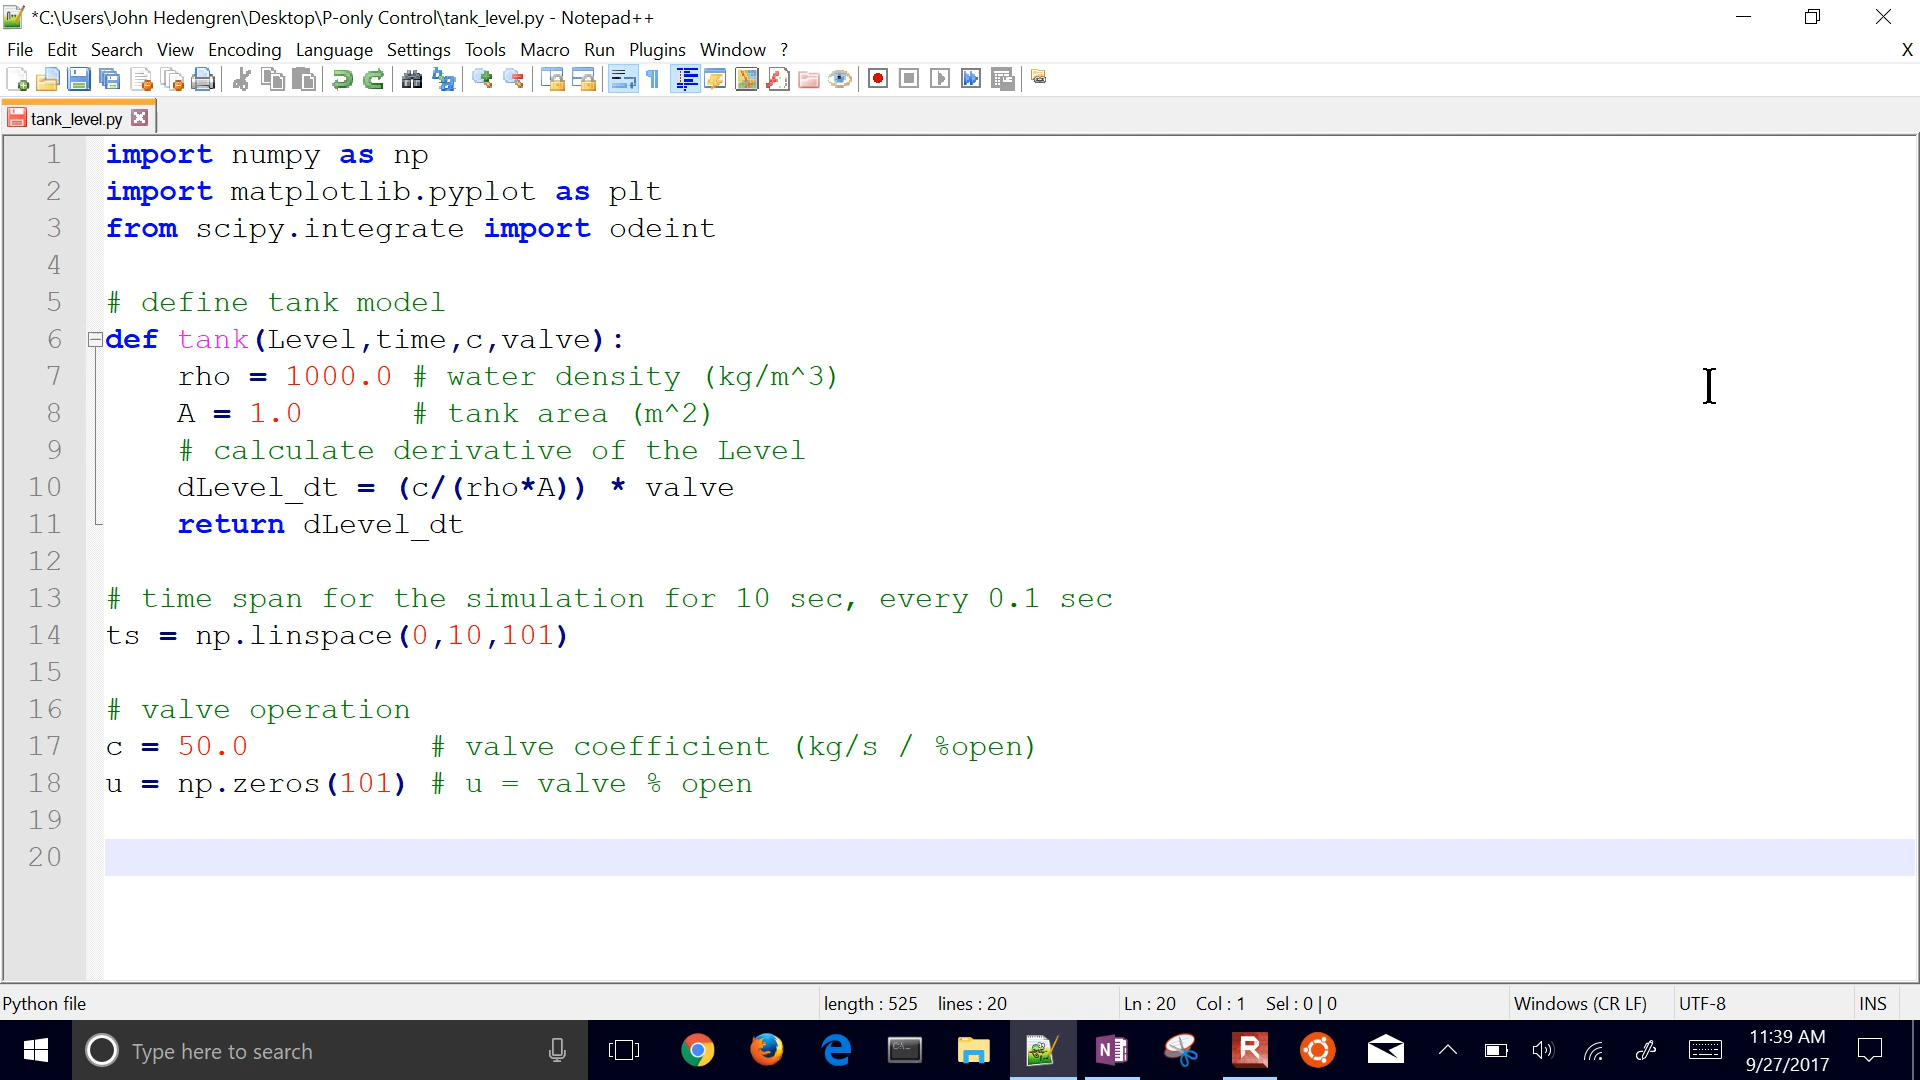 *C:\Users\John Hedengren\Desktop\P-only Control\tank_level.py - Notepad++
File Edit Search View Encoding Language Settings Tools Macro Run Plugins Window ? X
tank_level.py
1 import numpy as np
2 import matplotlib.pyplot as plt
3 from scipy.integrate import odeint
4
5 # define tank model
6 def tank(Level,time,c,valve):
7     rho = 1000.0 # water density (kg/m^3)
8     A = 1.0      # tank area (m^2)
9     # calculate derivative of the Level
10     dLevel_dt = (c/(rho*A)) * valve
11     return dLevel_dt
12
13 # time span for the simulation for 10 sec, every 0.1 sec
14 ts = np.linspace(0,10,101)
15
16 # valve operation
17 c = 50.0          # valve coefficient (kg/s / %open)
18 u = np.zeros(101) # u = valve % open
19
20
Python file length : 525 lines : 20 Ln : 20 Col : 1 Sel : 0 | 0 Windows (CR LF) UTF-8 INS
Type here to search
11:39 AM
9/27/2017